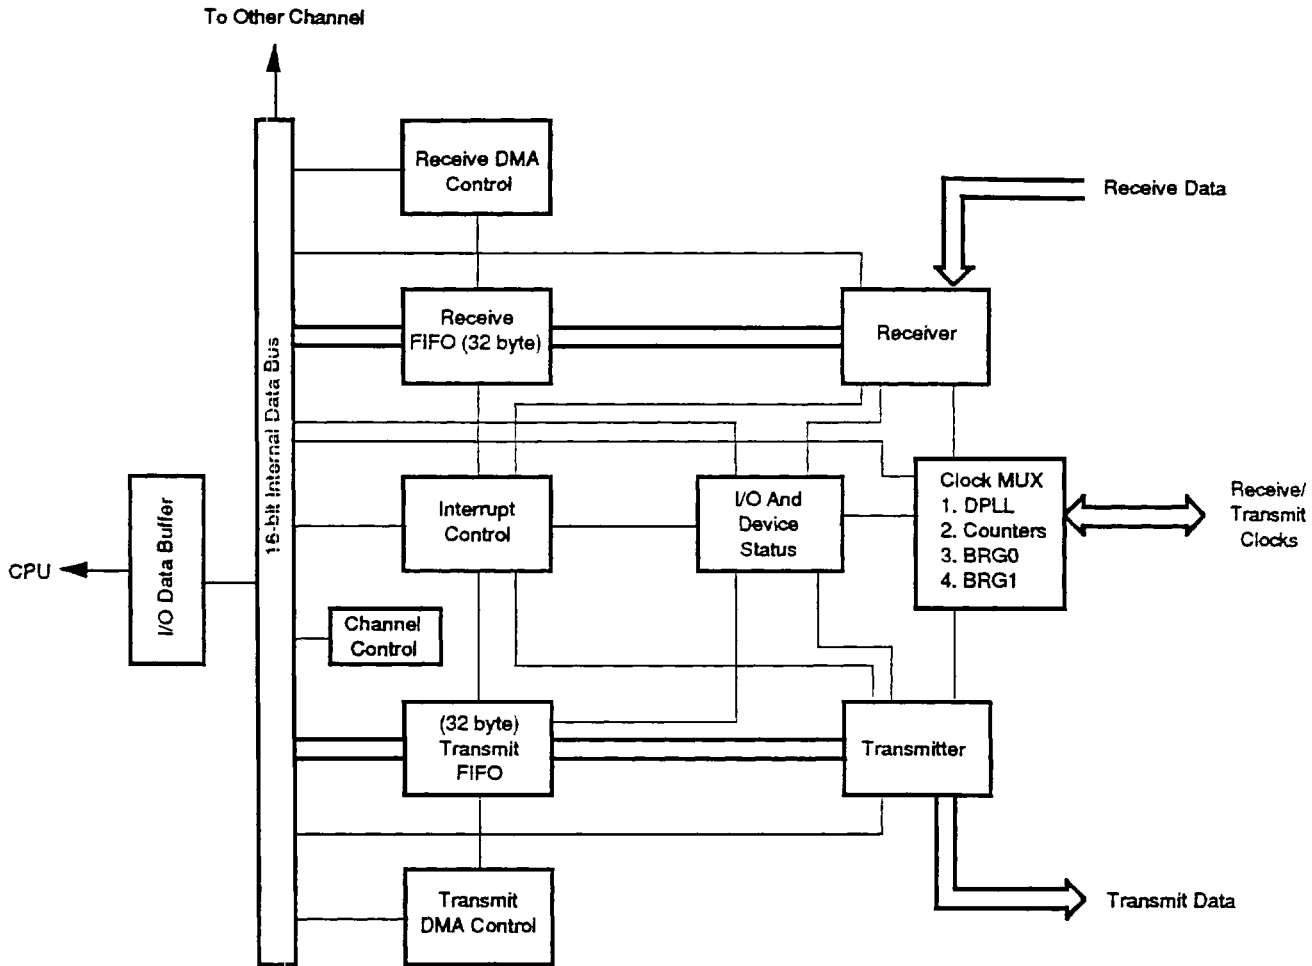 To Other Channel
Receive DMA
Control
Receive Data
Receive
FIFO (32 byte)
Receiver
16-bit Internal Data Bus
I/O Data Buffer
CPU
Interrupt
Control
I/O And
Device
Status
Clock MUX
1. DPLL
2. Counters
3. BRG0
4. BRG1
Receive/
Transmit
Clocks
Channel
Control
(32 byte)
Transmit
FIFO
Transmitter
Transmit
DMA Control
Transmit Data